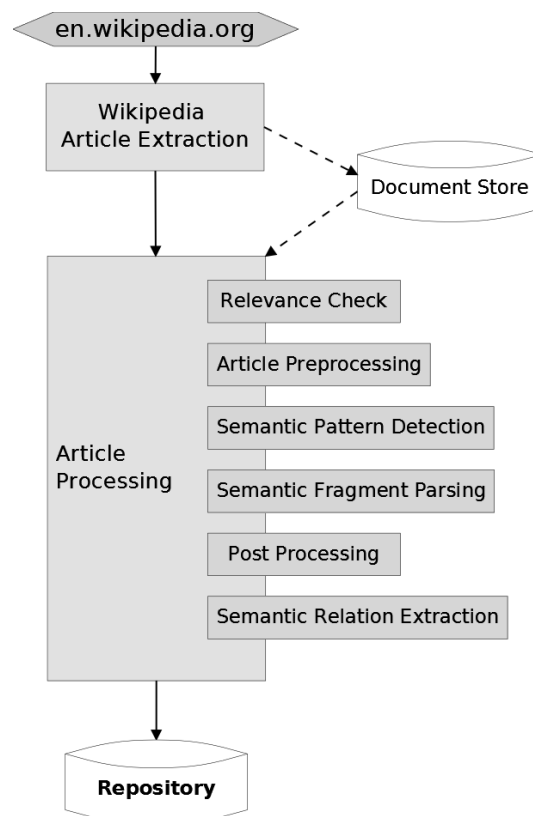 en.wikipedia.org
Wikipedia
Article Extraction
Document Store
Relevance Check
Article Preprocessing
Semantic Pattern Detection
Article
Processing
Semantic Fragment Parsing
Post Processing
Semantic Relation Extraction
Repository